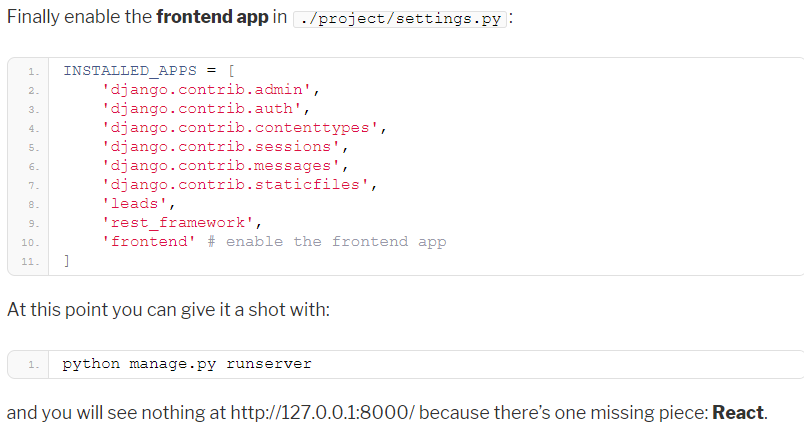 Finally enable the frontend app in ./project/settings.py:
1. INSTALLED_APPS = [
2. 'django.contrib.admin',
3. 'django.contrib.auth',
4. 'django.contrib.contenttypes',
5. 'django.contrib.sessions',
6. 'django.contrib.messages',
7. 'django.contrib.staticfiles',
8. 'leads',
9. 'rest_framework',
10. 'frontend' # enable the frontend app
11. ]
At this point you can give it a shot with:
1. python manage.py runserver
and you will see nothing at http://127.0.0.1:8000/ because there’s one missing piece: React.